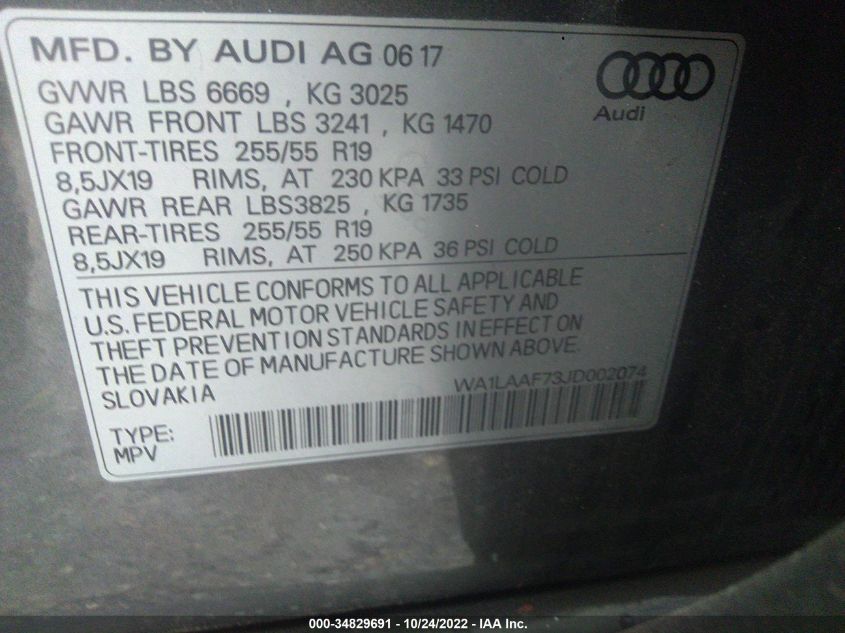 MFD. BY AUDI AG 06 17
GVWR LBS 6669 , KG 3025
GAWR FRONT LBS 3241 , KG 1470
FRONT-TIRES 255/55 R19
8,5JX19 RIMS, AT 230 KPA 33 PSI COLD
GAWR REAR LBS3825 , KG 1735
REAR-TIRES 255/55 R19
8,5JX19 RIMS, AT 250 KPA 36 PSI COLD
Audi
THIS VEHICLE CONFORMS TO ALL APPLICABLE
U.S. FEDERAL MOTOR VEHICLE SAFETY AND
THEFT PREVENTION STANDARDS IN EFFECT ON
THE DATE OF MANUFACTURE SHOWN ABOVE.
SLOVAKIA
WA1LAAF73JD002074
TYPE:
MPV
000-34829691 - 10/24/2022 - IAA Inc.